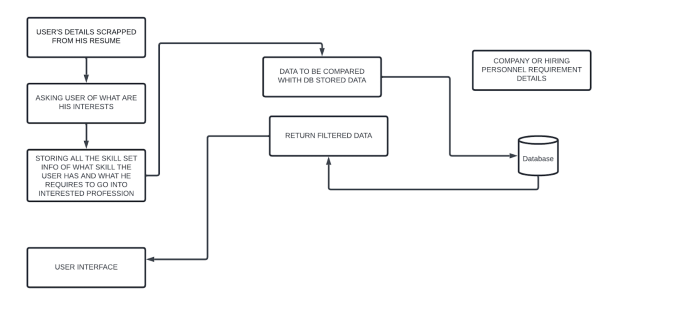 USER'S DETAILS SCRAPPED
FROM HIS RESUME
ASKING USER OF WHAT ARE
HIS INTERESTS
STORING ALL THE SKILL SET
INFO OF WHAT SKILL THE
USER HAS AND WHAT HE
REQUIRES TO GO INTO
INTERESTED PROFESSION
DATA TO BE COMPARED
WHITH DB STORED DATA
COMPANY OR HIRING
PERSONNEL REQUIREMENT
DETAILS
RETURN FILTERED DATA
Database
USER INTERFACE